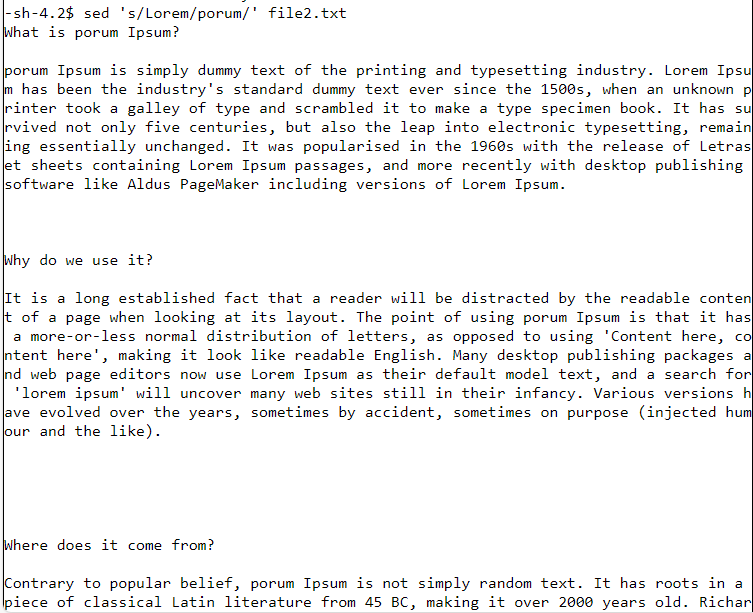 -sh-4.2$ sed 's/Lorem/porum/' file2.txt
What is porum Ipsum?
porum Ipsum is simply dummy text of the printing and typesetting industry. Lorem Ipsu
m has been the industry's standard dummy text ever since the 1500s, when an unknown p
rinter took a galley of type and scrambled it to make a type specimen book. It has su
rvived not only five centuries, but also the leap into electronic typesetting, remain
ing essentially unchanged. It was popularised in the 1960s with the release of Letras
et sheets containing Lorem Ipsum passages, and more recently with desktop publishing
software like Aldus PageMaker including versions of Lorem Ipsum.
Why do we use it?
It is a long established fact that a reader will be distracted by the readable conten
t of a page when looking at its layout. The point of using porum Ipsum is that it has
 a more-or-less normal distribution of letters, as opposed to using 'Content here, co
ntent here', making it look like readable English. Many desktop publishing packages a
nd web page editors now use Lorem Ipsum as their default model text, and a search for
 'lorem ipsum' will uncover many web sites still in their infancy. Various versions h
ave evolved over the years, sometimes by accident, sometimes on purpose (injected hum
our and the like).
Where does it come from?
Contrary to popular belief, porum Ipsum is not simply random text. It has roots in a
piece of classical Latin literature from 45 BC, making it over 2000 years old. Richar